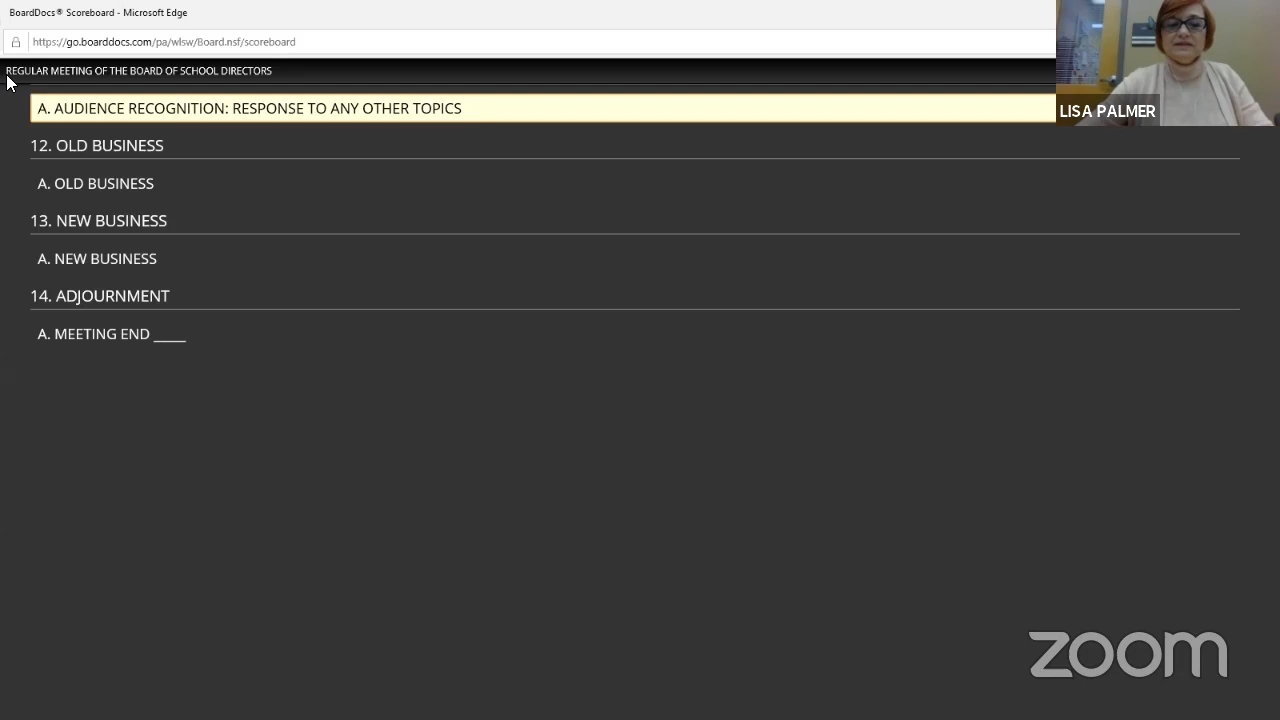 BoardDocs® Scoreboard - Microsoft Edge
https://go.boarddocs.com/pa/wlsw/Board.nsf/scoreboard
REGULAR MEETING OF THE BOARD OF SCHOOL DIRECTORS
A. AUDIENCE RECOGNITION: RESPONSE TO ANY OTHER TOPICS
LISA PALMER
12. OLD BUSINESS
A. OLD BUSINESS
13. NEW BUSINESS
A. NEW BUSINESS
14. ADJOURNMENT
A. MEETING END _____
zoom